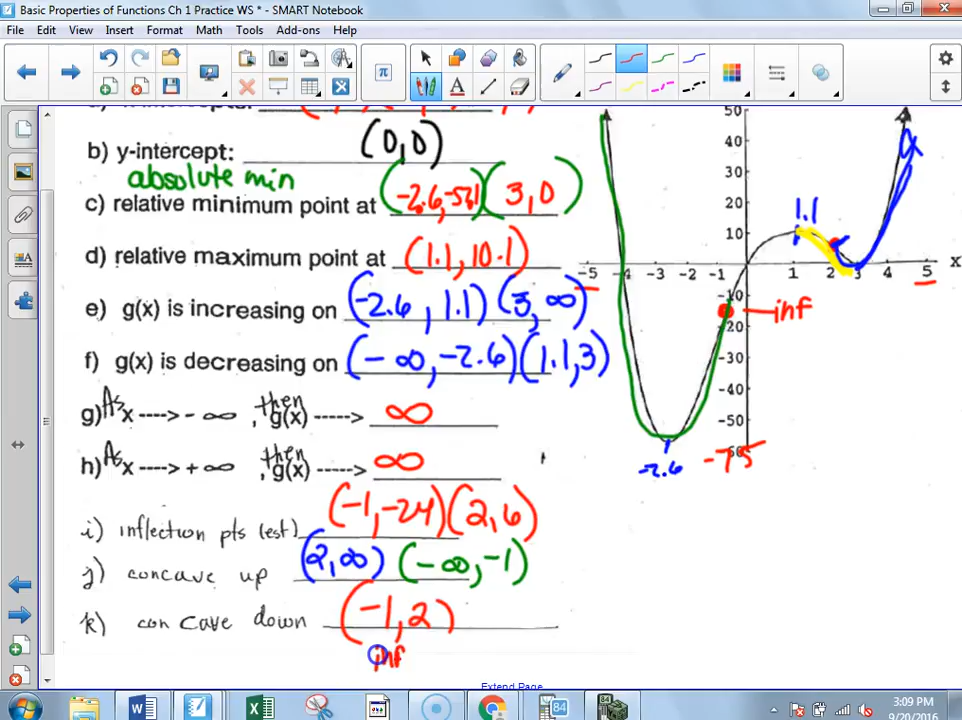 Basic Properties of Functions Ch 1 Practice WS * - SMART Notebook
File Edit View Insert Format Math Tools Add-ons Help
b) y-intercept: (0,0)
absolute min
c) relative minimum point at (-2.6,-57.1)(3,0)
d) relative maximum point at (1.1,10.1)
e) g(x) is increasing on (-2.6, 1.1) (3, ∞)
f) g(x) is decreasing on (-∞,-2.6)(1.1,3)
g) As x ----> - ∞ , then g(x) -----> ∞
h) As x ----> + ∞ , then g(x) -----> ∞
i) inflection pts (est) (-1,-24)(2,6)
j) concave up (2,∞) (-∞,-1)
k) concave down (-1,2)
inf
50
40
30
20
10
1.1
-5 -4 -3 -2 -1 1 2 3 4 5 x
-10
-20
-30
-40
-50
-60
inf
-2.6
-75
Extend Page
84
84
3:09 PM
9/20/2016